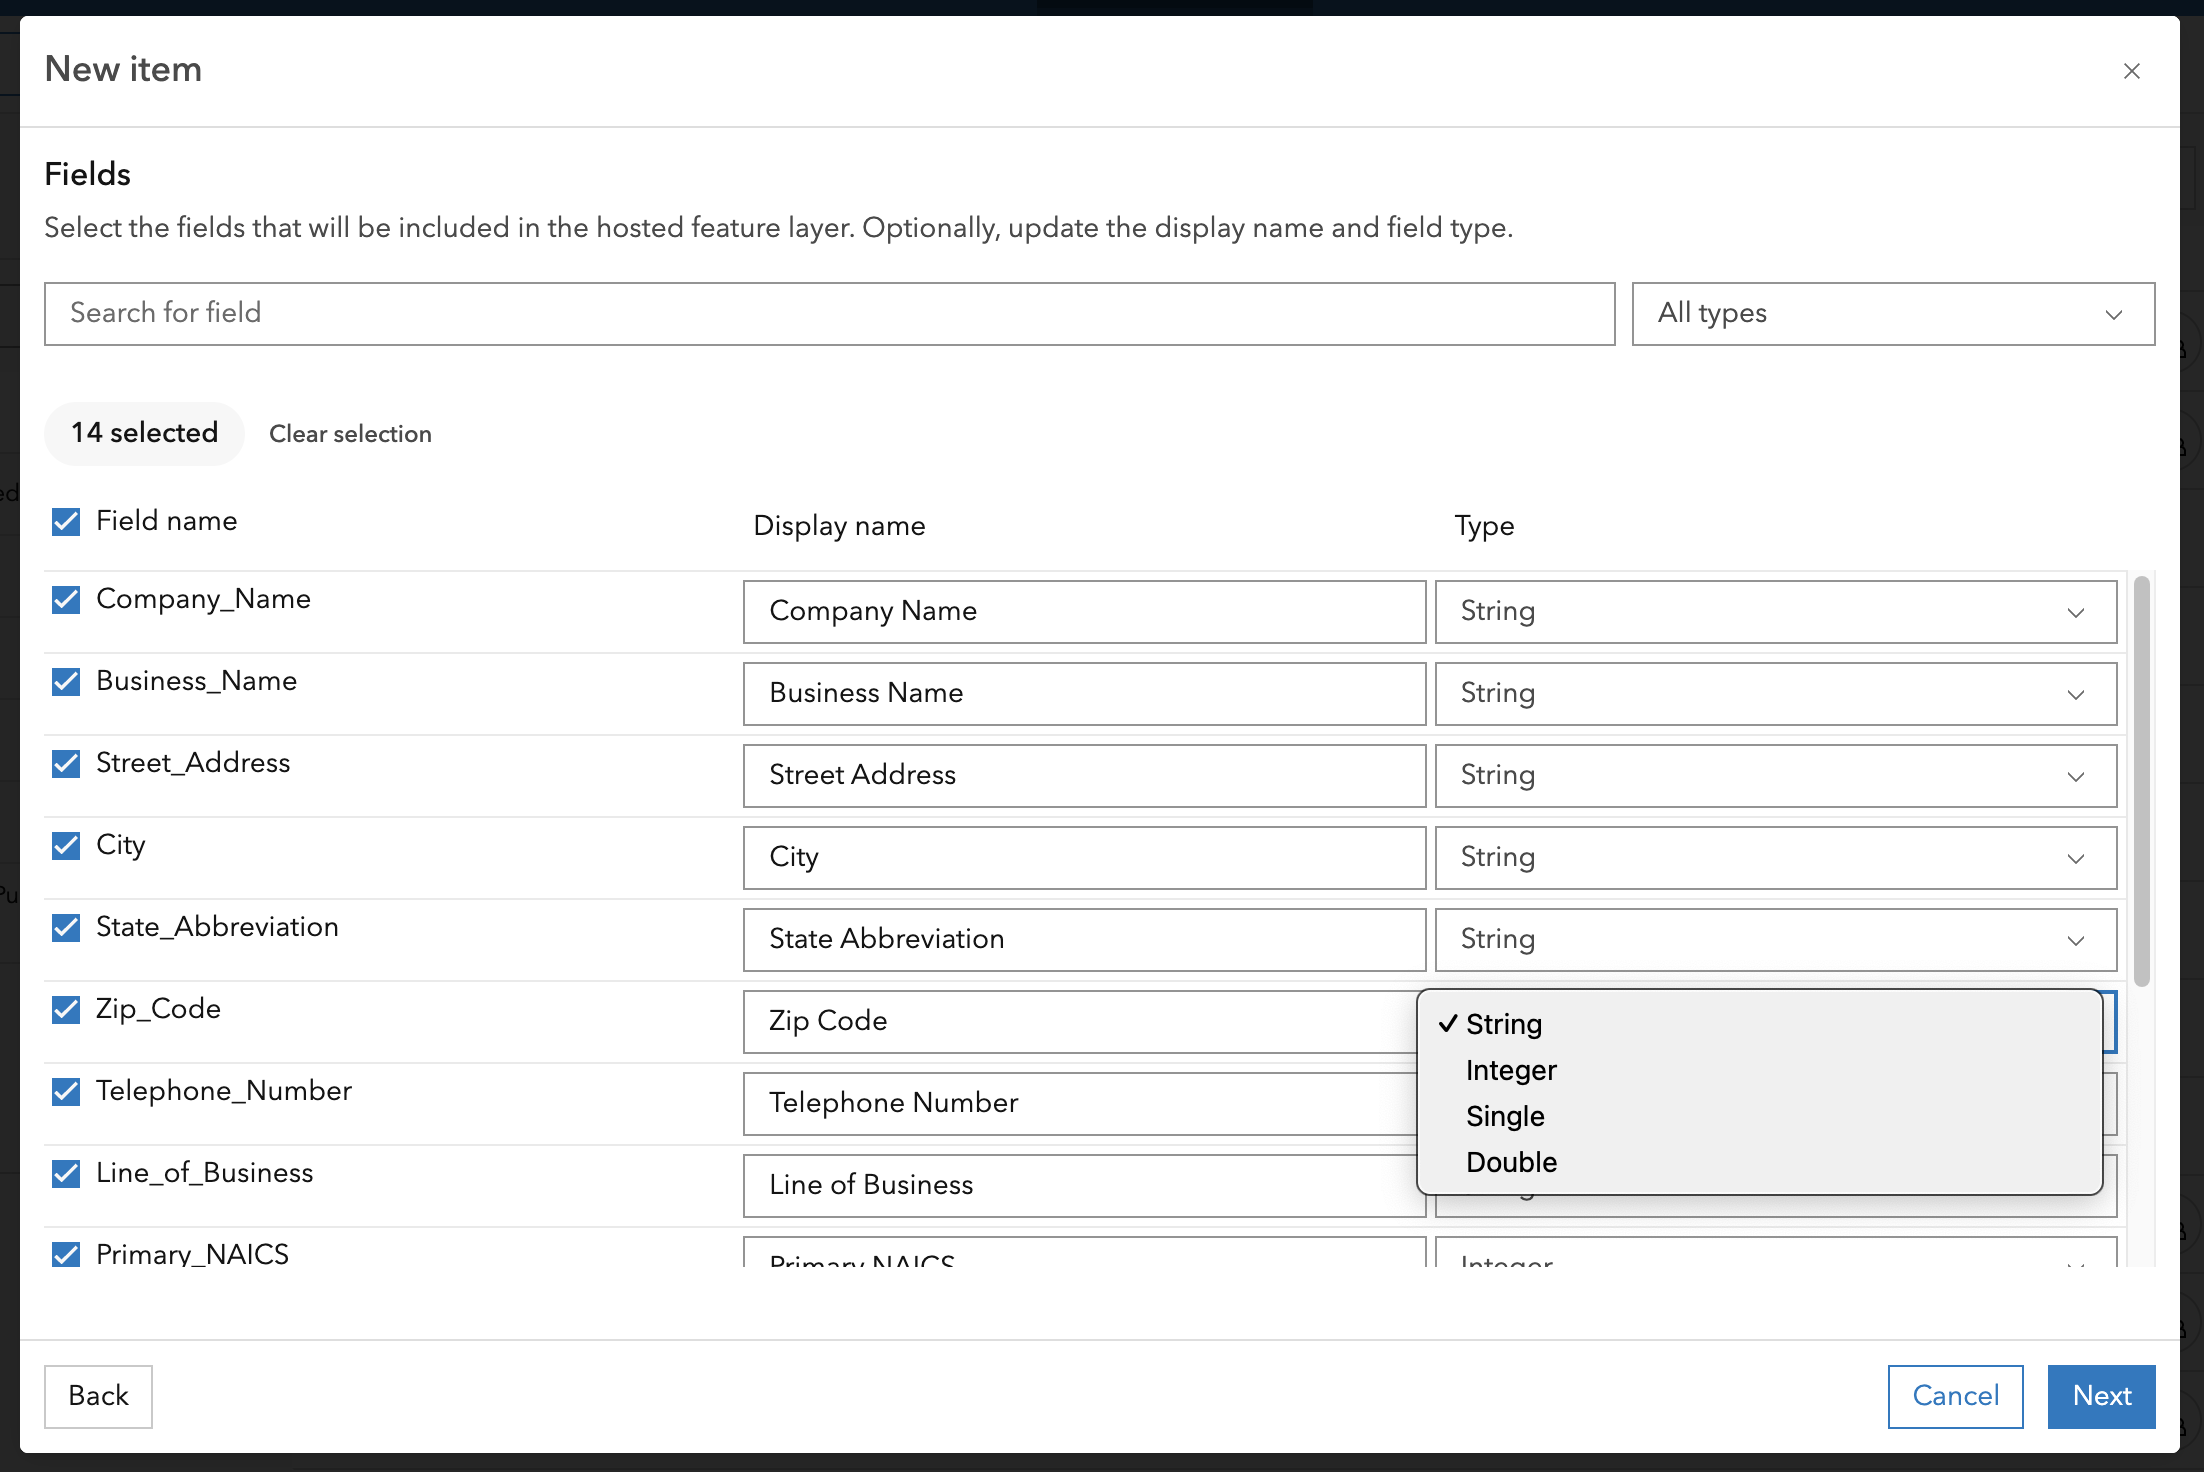 New item
Fields
Select the fields that will be included in the hosted feature layer. Optionally, update the display name and field type.
Search for field
All types
14 selected
Clear selection
Field name
Display name
Type
Company_Name
Company Name
String
Business_Name
Business Name
String
Street_Address
Street Address
String
City
City
String
State_Abbreviation
State Abbreviation
String
Zip_Code
Zip Code
✓ String
Integer
Single
Double
Telephone_Number
Telephone Number
Line_of_Business
Line of Business
Primary_NAICS
Primary NAICS
Integer
Back
Cancel
Next